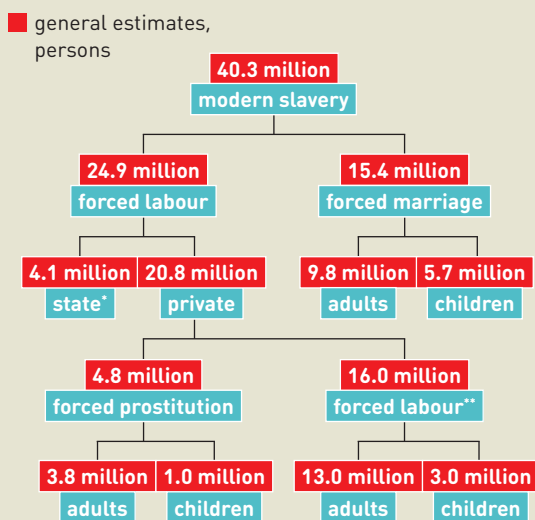 general estimates,
persons
40.3 million
modern slavery
24.9 million
forced labour
15.4 million
forced marriage
4.1 million
state*
20.8 million
private
9.8 million
adults
5.7 million
children
4.8 million
forced prostitution
16.0 million
forced labour**
3.8 million
adults
1.0 million
children
13.0 million
adults
3.0 million
children